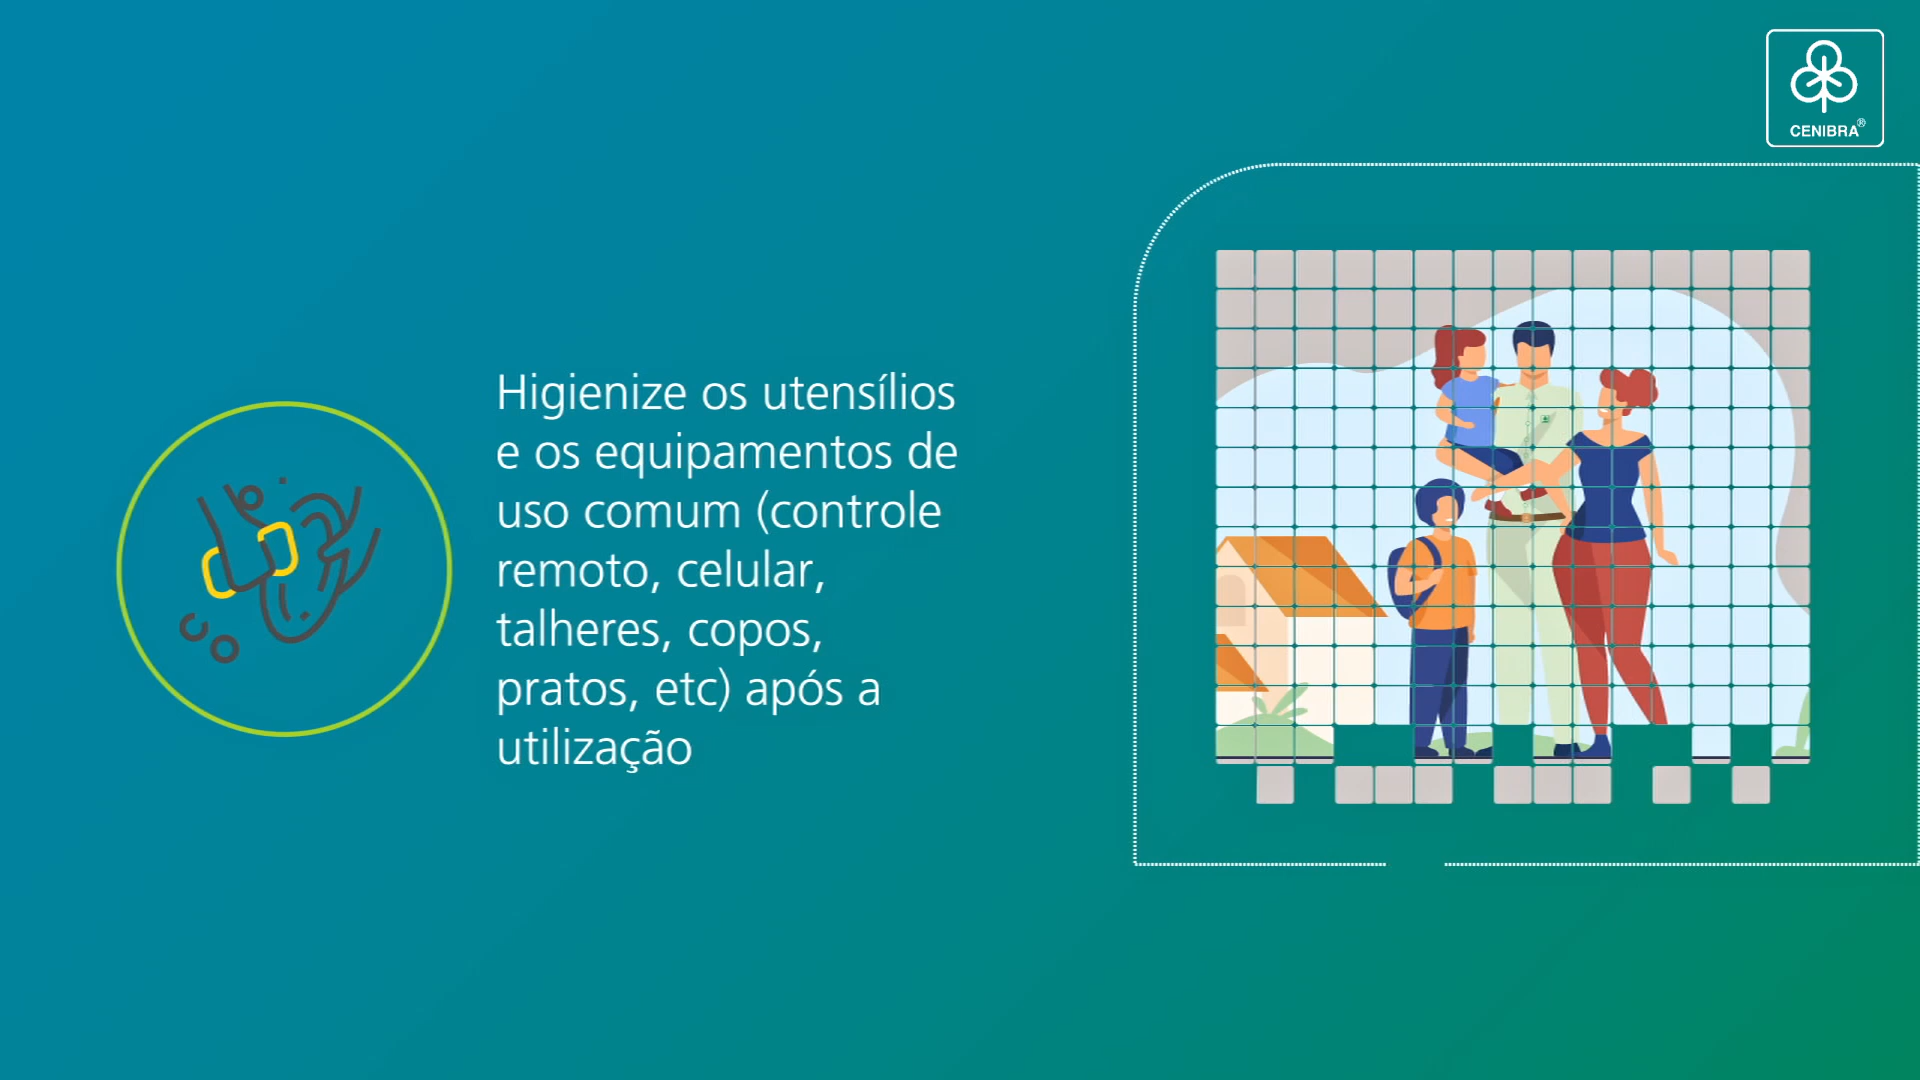 CENIBRA®
Higienize os utensílios
e os equipamentos de
uso comum (controle
remoto, celular,
talheres, copos,
pratos, etc) após a
utilização